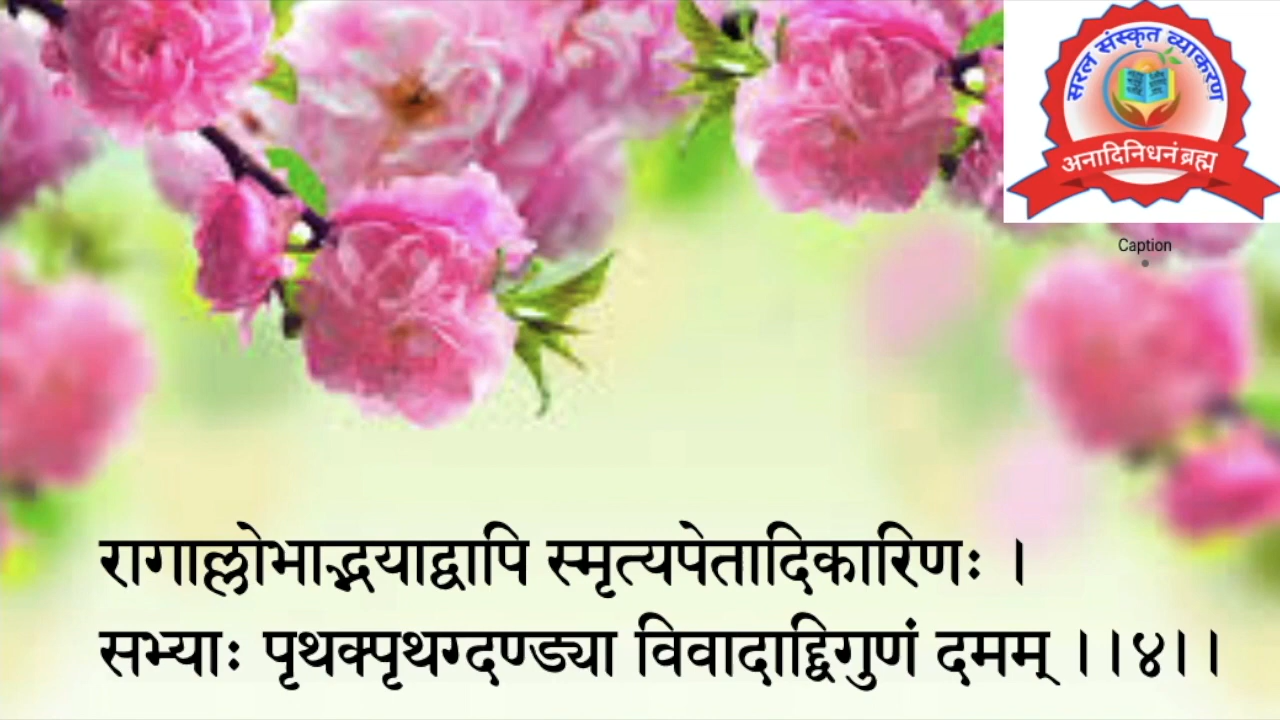 सरल संस्कृत व्याकरण
अनादिनिधनं ब्रह्म
Caption
रागाल्लोभाद्भयाद्वापि स्मृत्यपेतादिकारिणः ।
सभ्याः पृथक्पृथग्दण्ड्या विवादाद्द्विगुणं दमम् ।।४।।